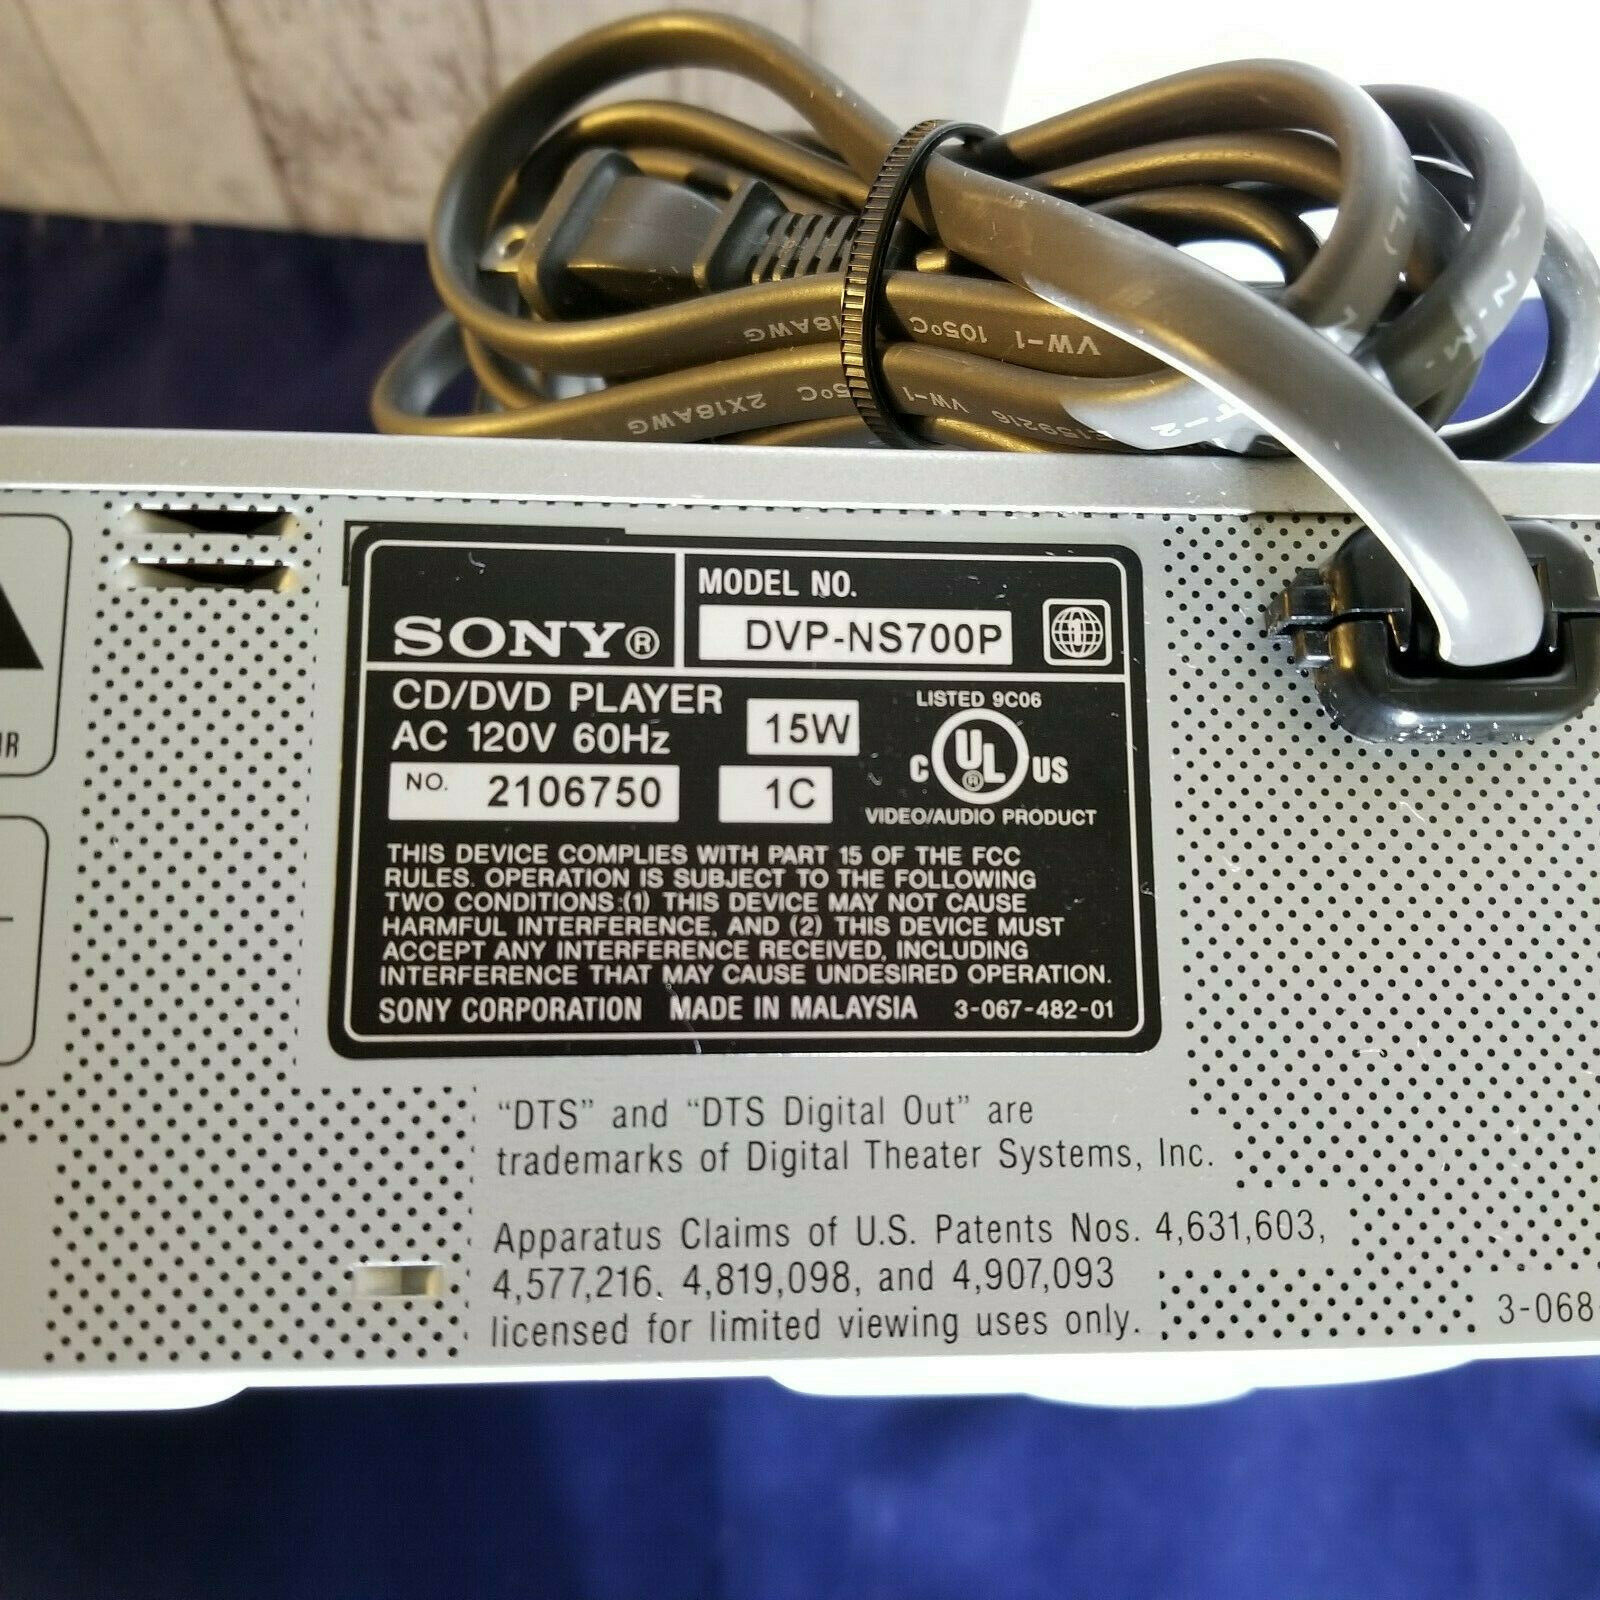 18AWG 105°C VW-1
2X18AWG VW-1 E159216
T-2
SONY®
MODEL NO.
DVP-NS700P
CD/DVD PLAYER
AC 120V 60Hz
15W
NO. 2106750
1C
LISTED 9C06
C UL® US
VIDEO/AUDIO PRODUCT
THIS DEVICE COMPLIES WITH PART 15 OF THE FCC
RULES. OPERATION IS SUBJECT TO THE FOLLOWING
TWO CONDITIONS:(1) THIS DEVICE MAY NOT CAUSE
HARMFUL INTERFERENCE, AND (2) THIS DEVICE MUST
ACCEPT ANY INTERFERENCE RECEIVED, INCLUDING
INTERFERENCE THAT MAY CAUSE UNDESIRED OPERATION.
SONY CORPORATION MADE IN MALAYSIA 3-067-482-01
“DTS” and “DTS Digital Out” are
trademarks of Digital Theater Systems, Inc.
Apparatus Claims of U.S. Patents Nos. 4,631,603,
4,577,216, 4,819,098, and 4,907,093
licensed for limited viewing uses only.
3-068